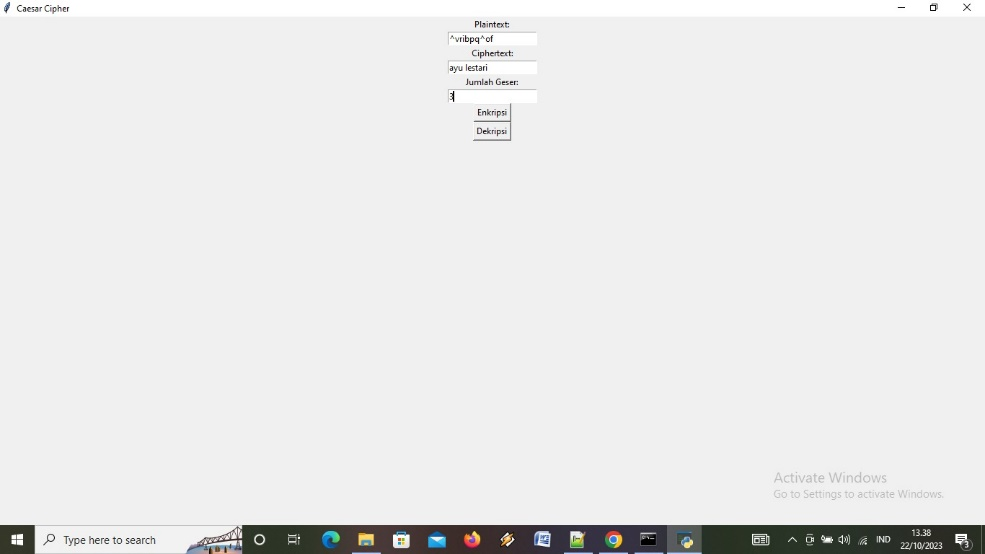 Caesar Cipher
Plaintext:
^vribpq^of
Ciphertext:
ayu lestari
Jumlah Geser:
3
Enkripsi
Dekripsi
Activate Windows
Go to Settings to activate Windows.
Type here to search
IND
13.38
22/10/2023
3